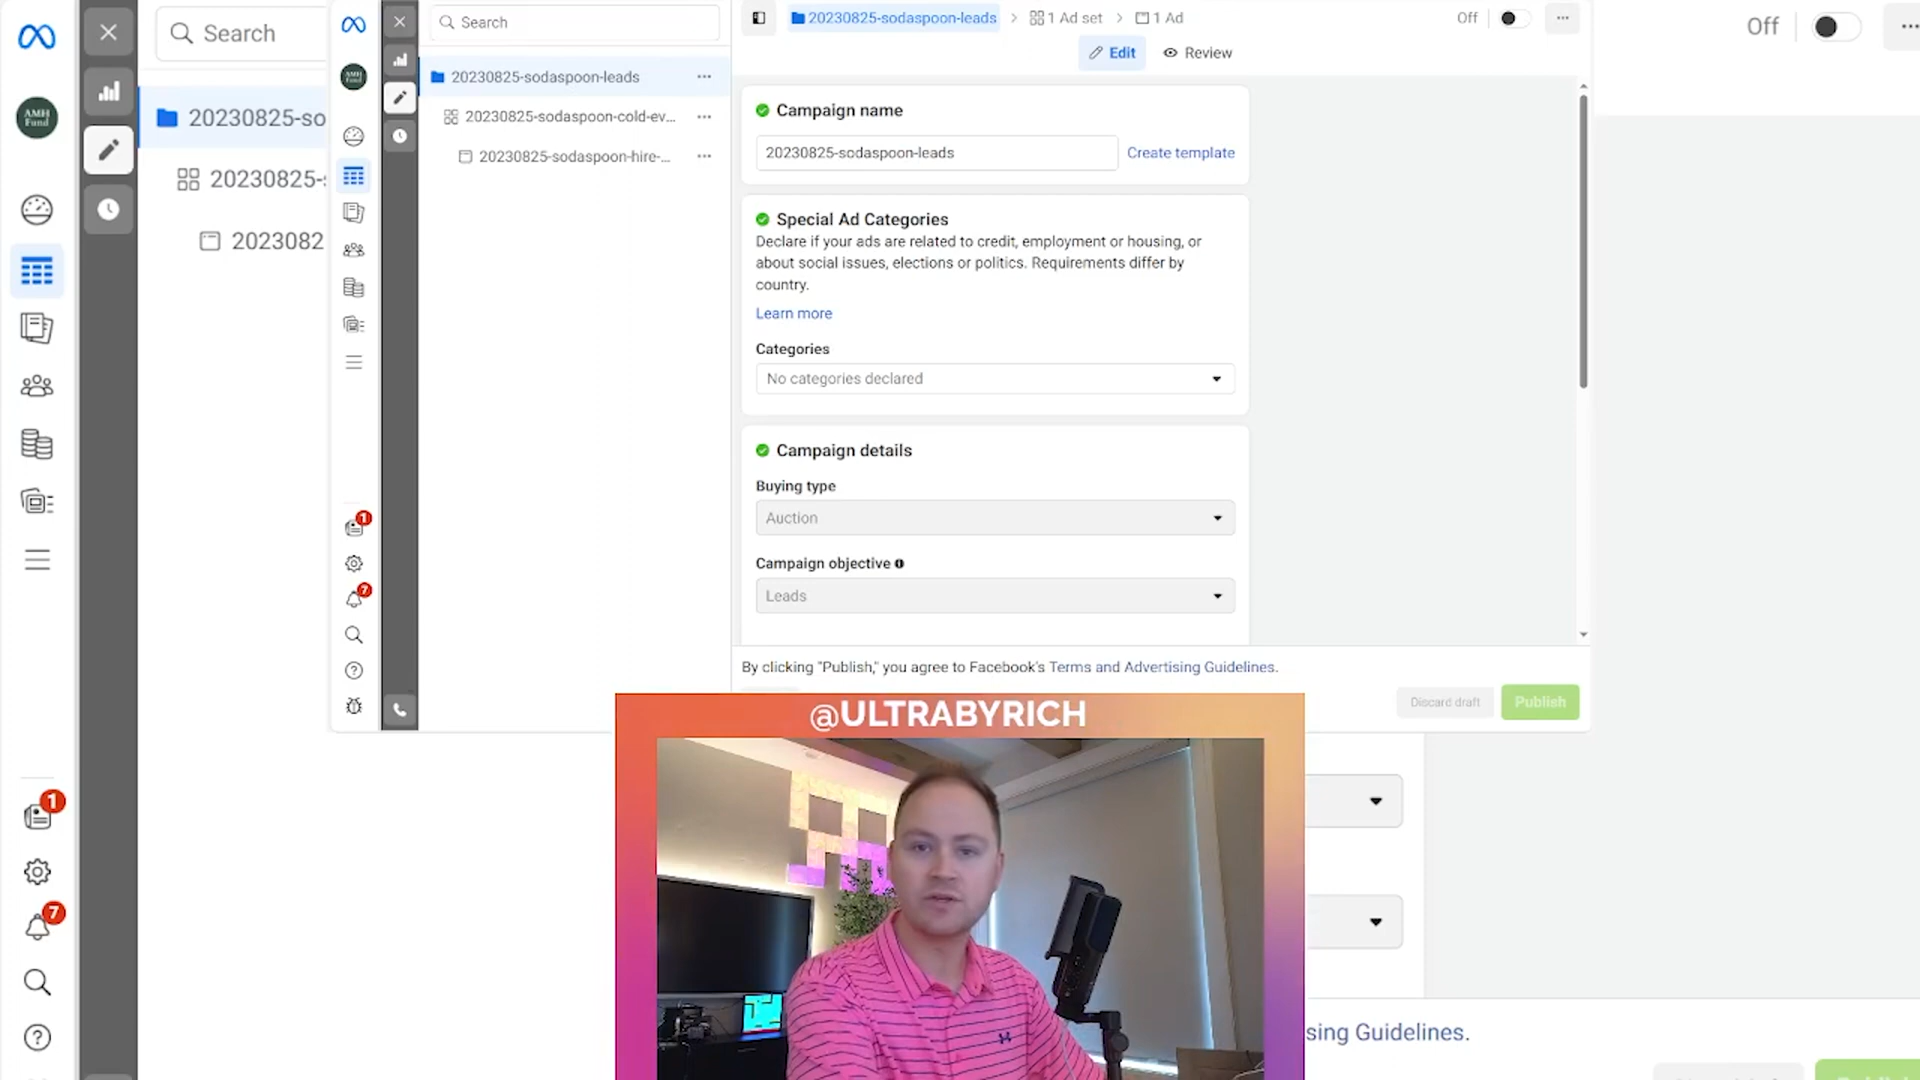 Search
AMH
Fund
20230825-so
20230825-
2023082
1
7
Search
20230825-sodaspoon-leads
20230825-sodaspoon-cold-ev...
20230825-sodaspoon-hire-...
1
7
20230825-sodaspoon-leads > 1 Ad set > 1 Ad
Off
Edit Review
Campaign name
20230825-sodaspoon-leads
Create template
Special Ad Categories
Declare if your ads are related to credit, employment or housing, or
about social issues, elections or politics. Requirements differ by
country.
Learn more
Categories
No categories declared
Campaign details
Buying type
Auction
Campaign objective
Leads
By clicking "Publish," you agree to Facebook's Terms and Advertising Guidelines.
Discard draft
Publish
Off
@ULTRABYRICH
sing Guidelines.